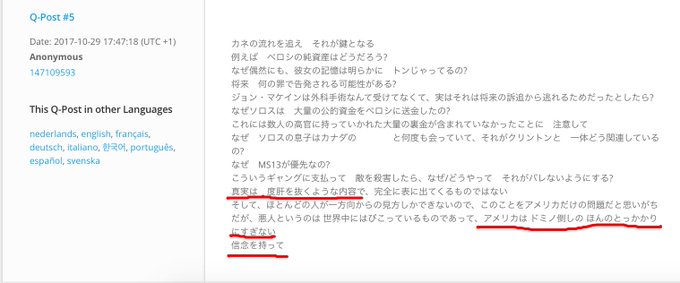 Q-Post #5
Date: 2017-10-29 17:47:18 (UTC +1)
Anonymous
147109593
This Q-Post in other Languages
nederlands, english, français,
deutsch, italiano, 한국어, português,
español, svenska
カネの流れを追え　それが鍵となる
例えば　ペロシの純資産はどうだろう?
なぜ偶然にも、彼女の記憶は明らかに　トンじゃってるの?
将来　何の罪で告発される可能性がある?
ジョン・マケインは外科手術なんて受けてなくて、実はそれは将来の訴追から逃れるためだったとしたら?
なぜソロスは　大量の公的資金をペロシに送金したの?
これには数人の高官に持っていかれた大量の裏金が含まれていなかったことに　注意して
なぜ　ソロスの息子はカナダの　　　　と何度も会っていて、それがクリントンと　一体どう関連しているの?
なぜ　MS13が優先なの?
こういうギャングに支払って　敵を殺害したら、なぜ/どうやって　それがバレないようにする?
真実は　度肝を抜くような内容で、完全に表に出てくるものではない
そして、ほとんどの人が一方向からの見方しかできないので、このことをアメリカだけの問題だと思いがち
だが、悪人というのは 世界中にはびこっているものであって、アメリカは ドミノ倒しの ほんのとっかかり
にすぎない
信念を持って